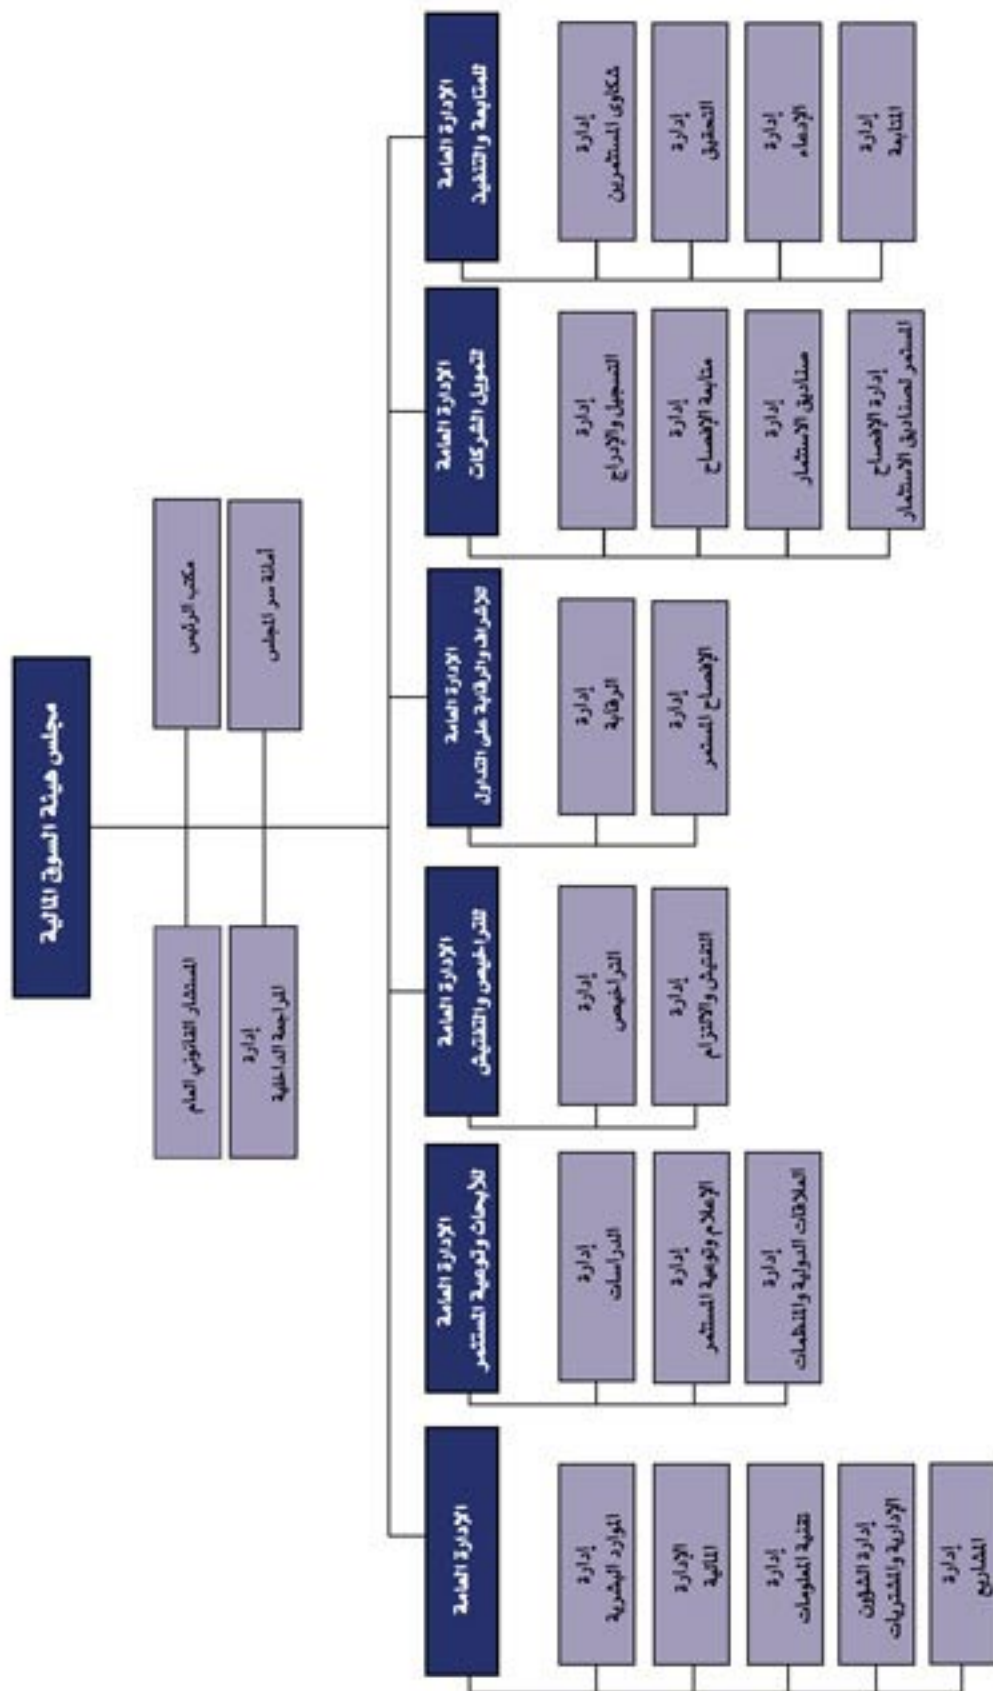 مجلس هيئة السوق المالية
مكتب الرئيس
المستشار القانوني العام
أمانة سر المجلس
إدارة
المراجعة الداخلية
الإدارة العامة
للمتابعة والتنفيذ
إدارة
شكاوى المستثمرين
إدارة
التحقيق
إدارة
الإدعاء
إدارة
المتابعة
الإدارة العامة
لتمويل الشركات
إدارة
التسجيل والإدراج
إدارة
متابعة الإفصاح
إدارة
صناديق الاستثمار
إدارة الإفصاح
المستمر لصناديق الاستثمار
الإدارة العامة
للإشراف والرقابة على التداول
إدارة
الرقابة
إدارة
الإفصاح المستمر
الإدارة العامة
للتراخيص والتفتيش
إدارة
التراخيص
إدارة
التفتيش والالتزام
الإدارة العامة
للأبحاث وتوعية المستثمر
إدارة
الدراسات
إدارة
الإعلام وتوعية المستثمر
إدارة
العلاقات الدولية والمنظمات
الإدارة العامة
إدارة
الموارد البشرية
الإدارة
المالية
إدارة
تقنية المعلومات
إدارة الشؤون
الإدارية والمشتريات
إدارة
المشاريع